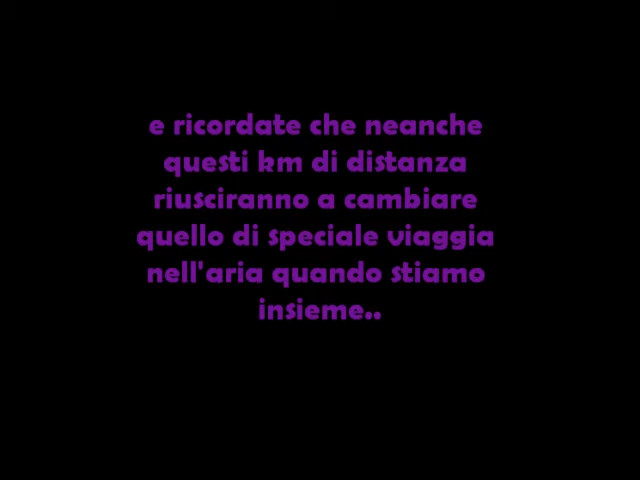 e ricordate che neanche
questi km di distanza
riusciranno a cambiare
quello di speciale viaggia
nell'aria quando stiamo
insieme..